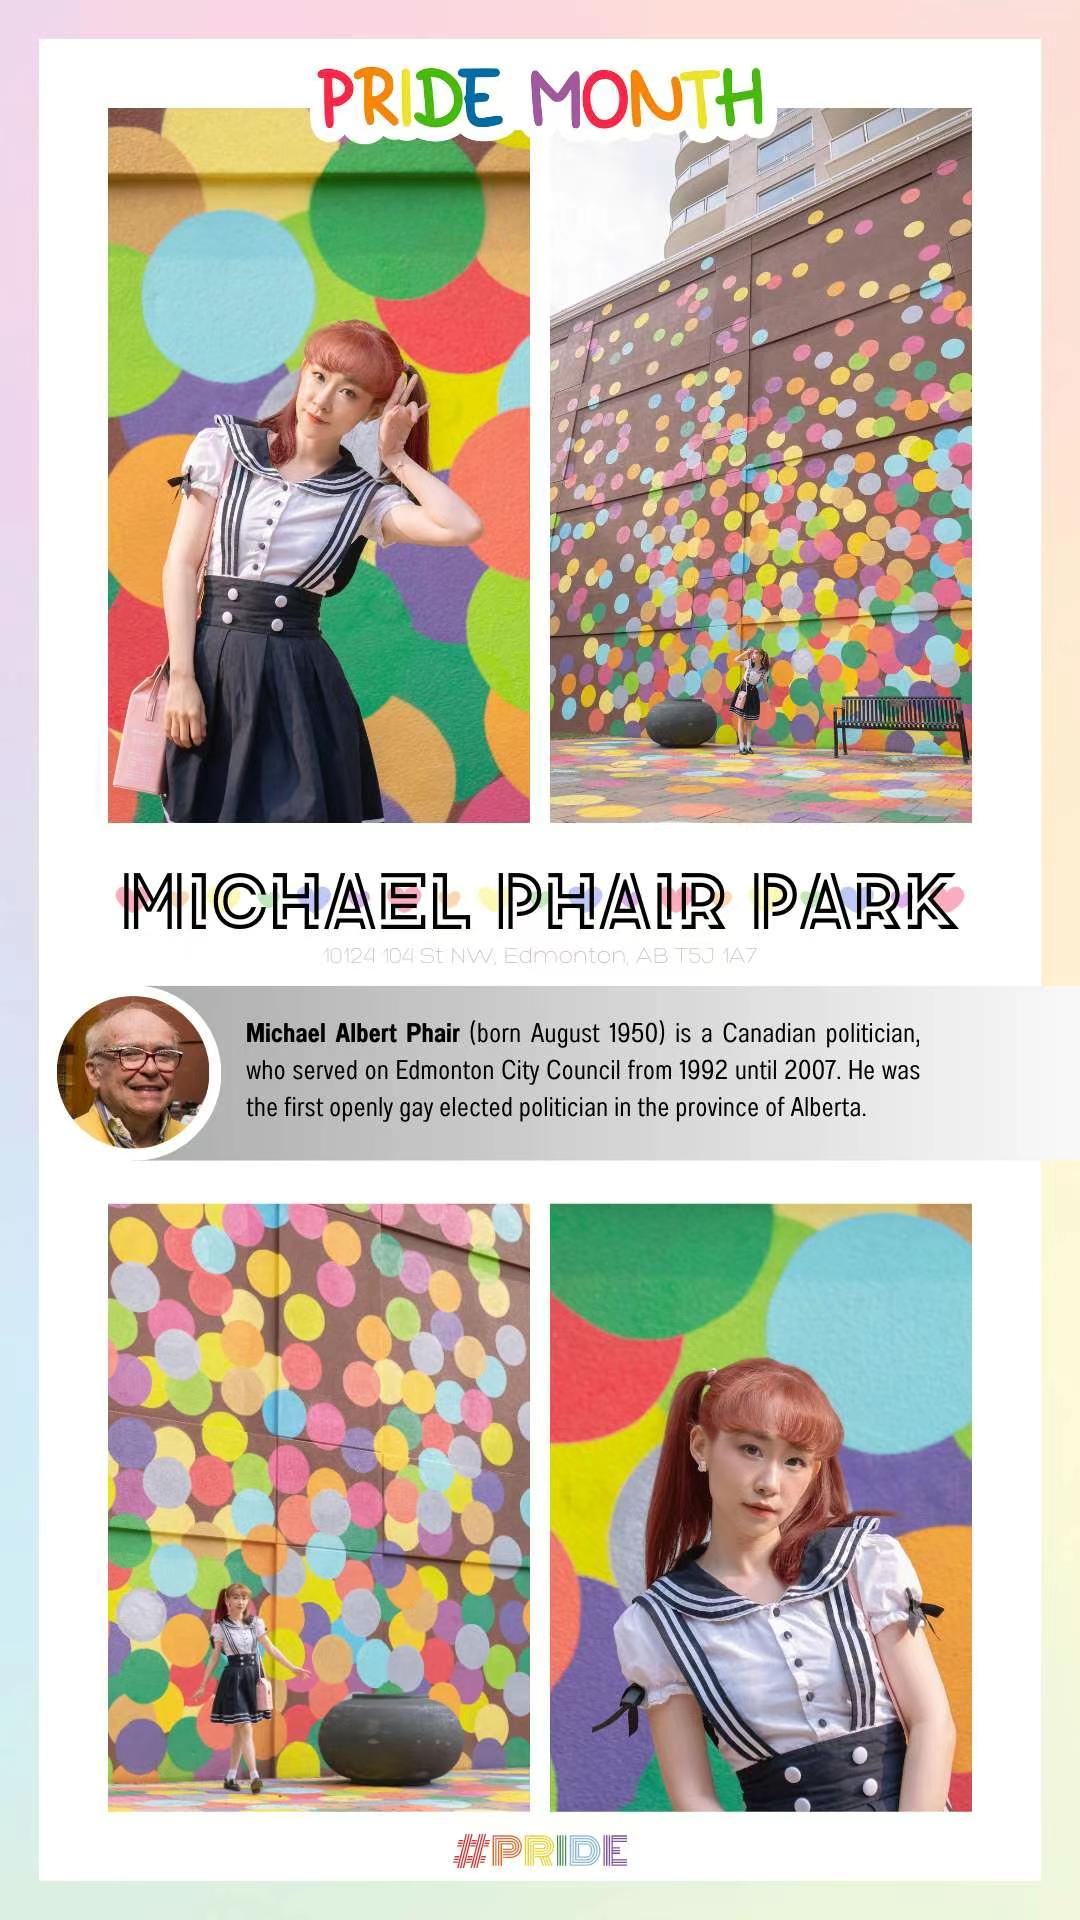 PRIDE MONTH
MICHAEL PHAIR PARK
10124 104 St NW, Edmonton, AB T5J 1A7
Michael Albert Phair (born August 1950) is a Canadian politician,
who served on Edmonton City Council from 1992 until 2007. He was
the first openly gay elected politician in the province of Alberta.
#PRIDE